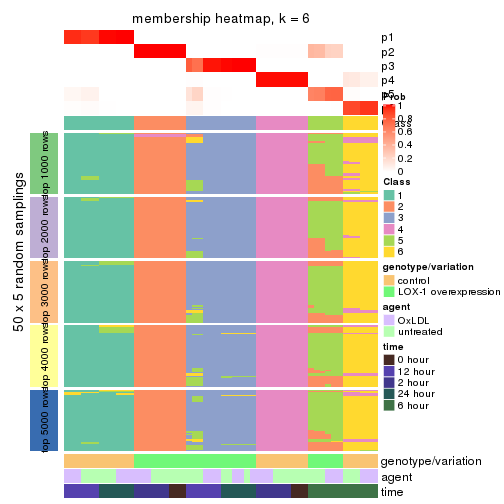 membership heatmap, k = 6
p1
p2
p3
p4
p5
Prob
1
0.8
0.6
0.4
0.2
0
Class
1
2
3
4
5
6
genotype/variation
control
LOX-1 overexpression
agent
OxLDL
untreated
time
0 hour
12 hour
2 hour
24 hour
6 hour
50 x 5 random samplings
top 1000 rows
top 2000 rows
top 3000 rows
top 4000 rows
top 5000 rows
genotype/variation
agent
time